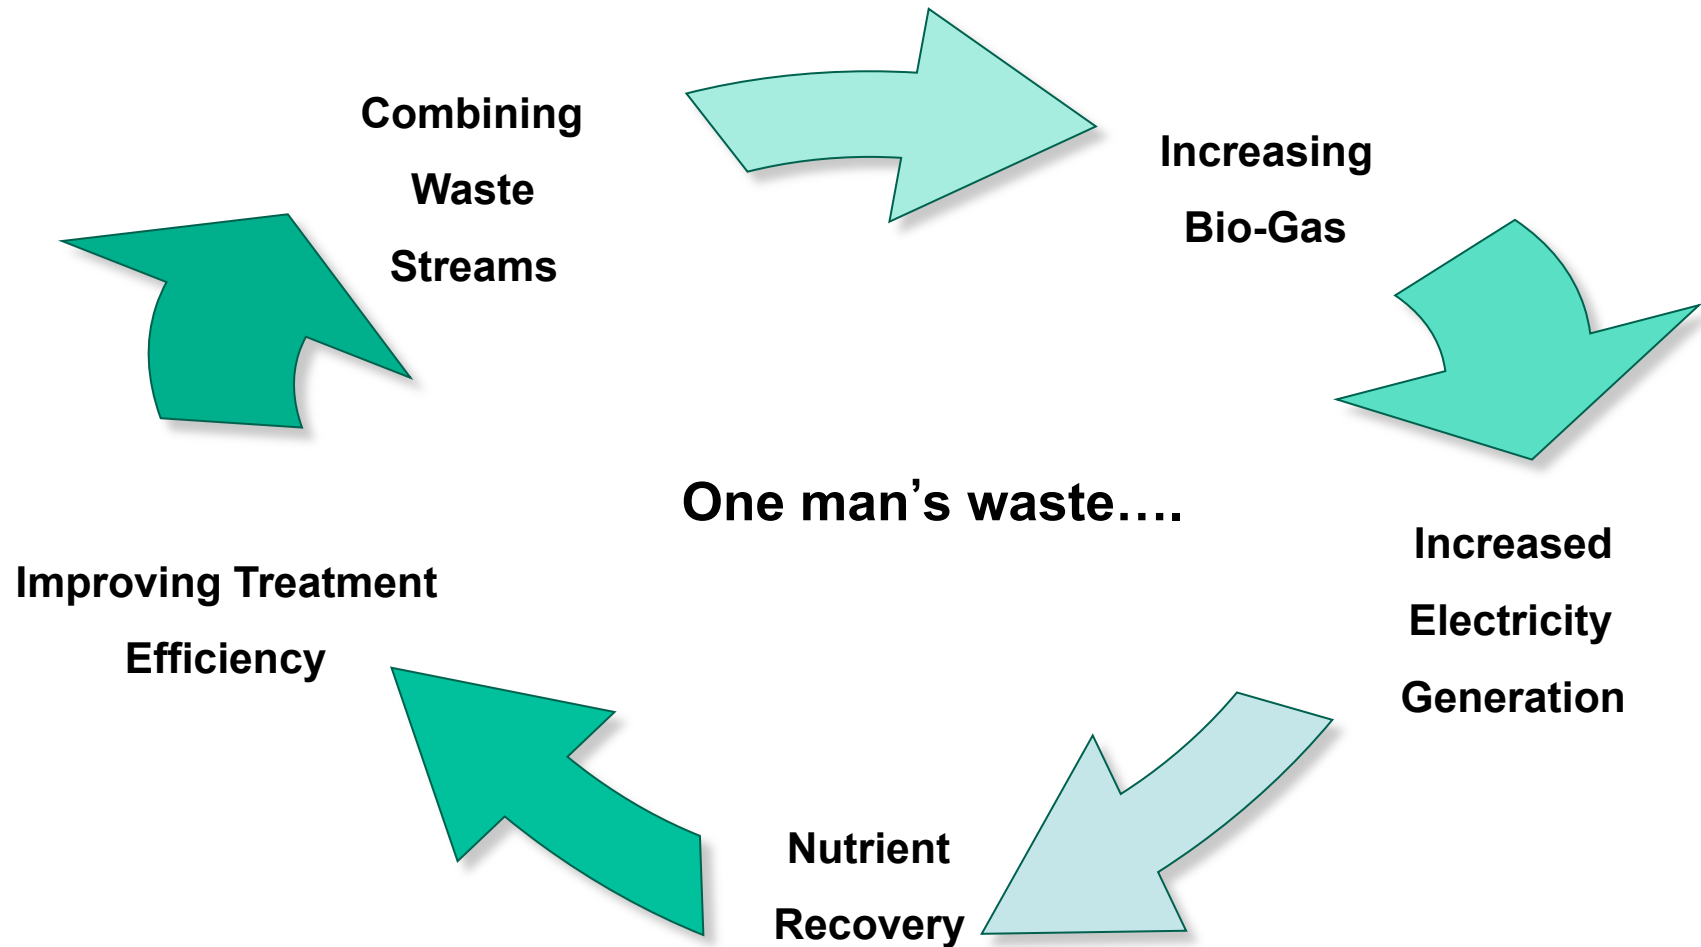 Combining
Waste
Streams
Increasing
Bio-Gas
One man’s waste….
Increased
Electricity
Generation
Improving Treatment
Efficiency
Nutrient
Recovery